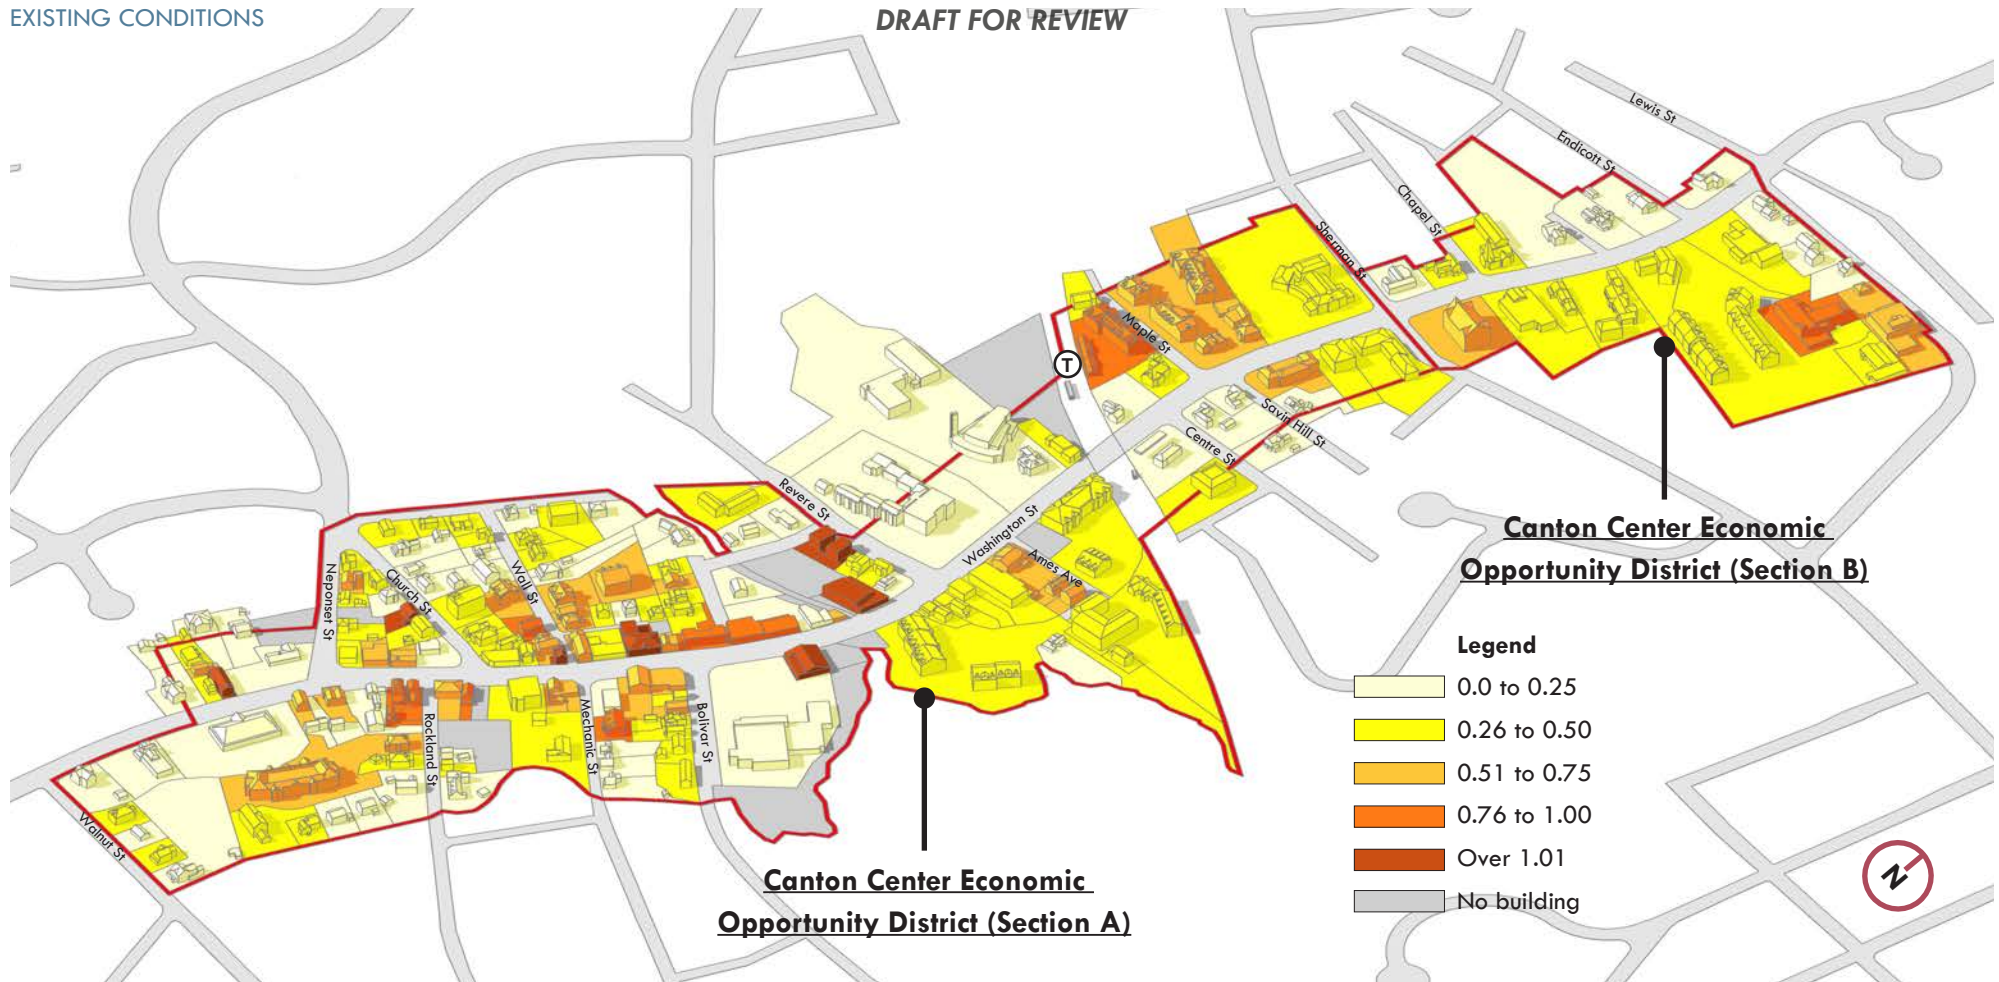 EXISTING CONDITIONS
DRAFT FOR REVIEW
Lewis St
Endicott St
Chapel St
Sherman St
Maple St
T
Savin Hill St
Centre St
Revere St
Washington St
Ames Ave
Wall St
Church St
Neponset St
Mechanic St
Bolivar St
Rockland St
Walnut St
Canton Center Economic
Opportunity District (Section B)
Canton Center Economic
Opportunity District (Section A)
Legend
0.0 to 0.25
0.26 to 0.50
0.51 to 0.75
0.76 to 1.00
Over 1.01
No building
N